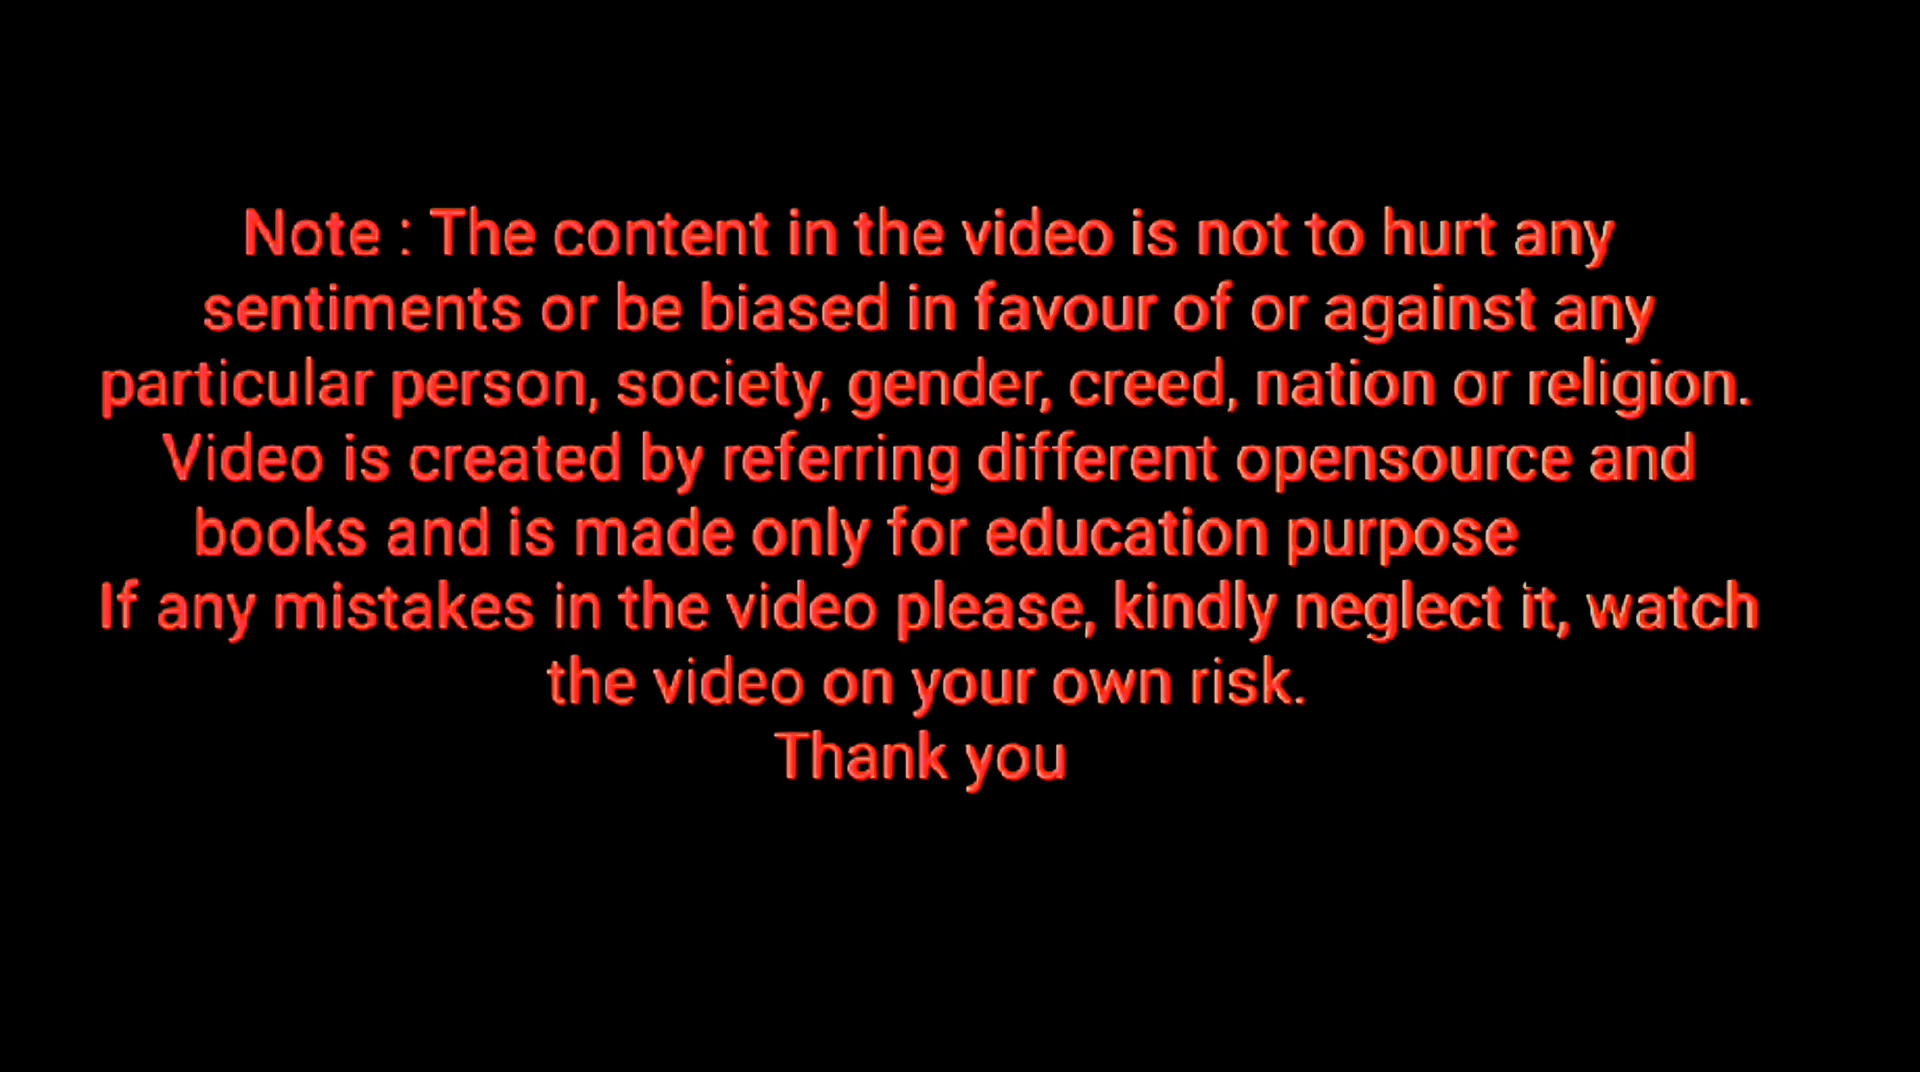 Note : The content in the video is not to hurt any
sentiments or be biased in favour of or against any
particular person, society, gender, creed, nation or religion.
Video is created by referring different opensource and
books and is made only for education purpose
If any mistakes in the video please, kindly neglect it, watch
the video on your own risk.
Thank you